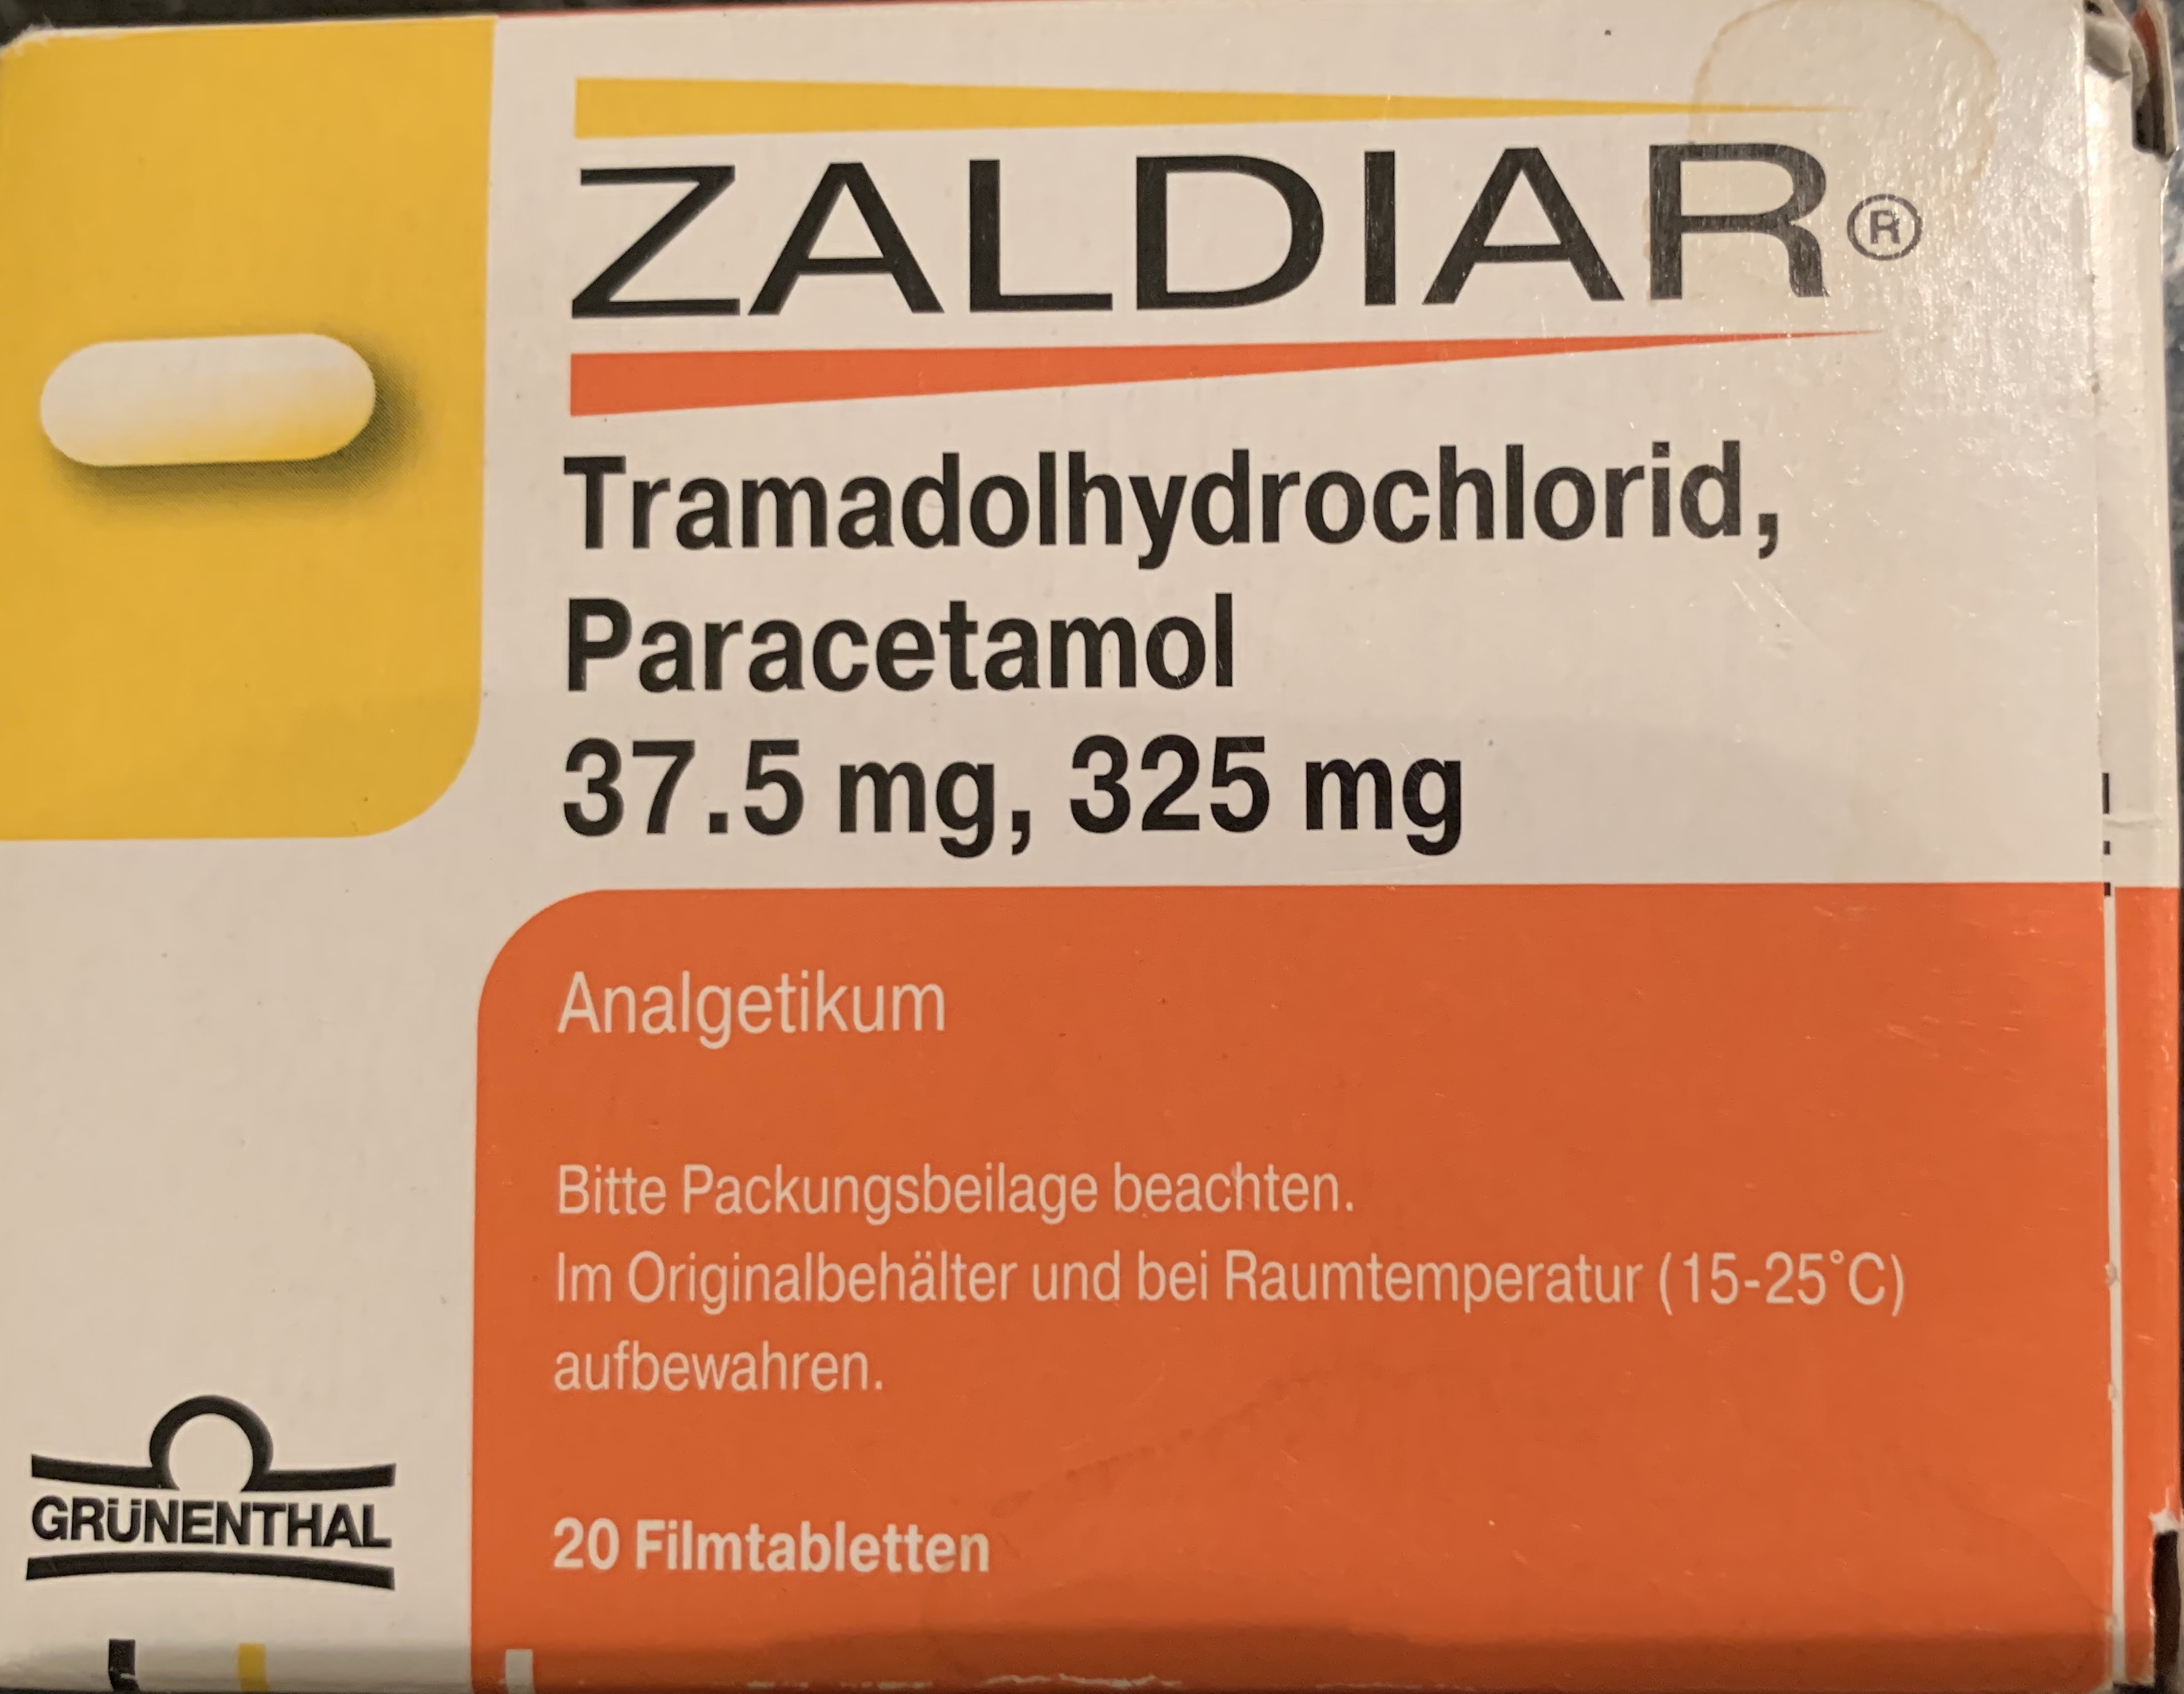 ZALDIAR®
Tramadolhydrochlorid,
Paracetamol
37.5 mg, 325 mg
Analgetikum
Bitte Packungsbeilage beachten.
Im Originalbehälter und bei Raumtemperatur (15-25°C)
aufbewahren.
20 Filmtabletten
GRÜNENTHAL